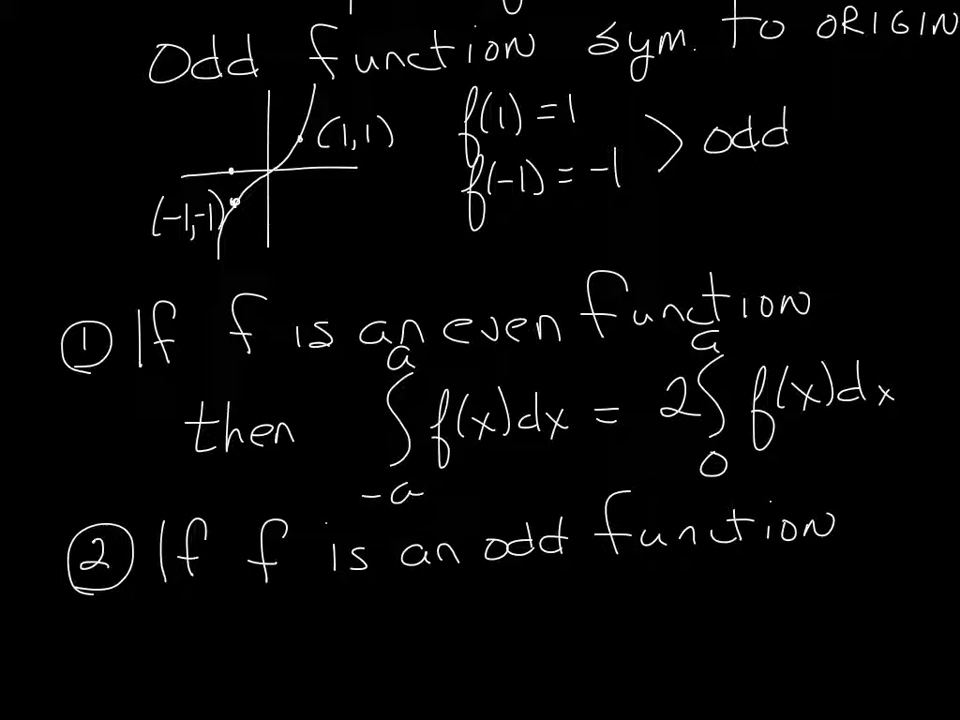 Odd function sym. to ORIGIN
(1,1) f(1) = 1
f(-1) = -1 > odd
(-1,-1)
① If f is an even function
then ∫_{-a}^{a} f(x)dx = 2∫_{0}^{a} f(x)dx
② If f is an odd function